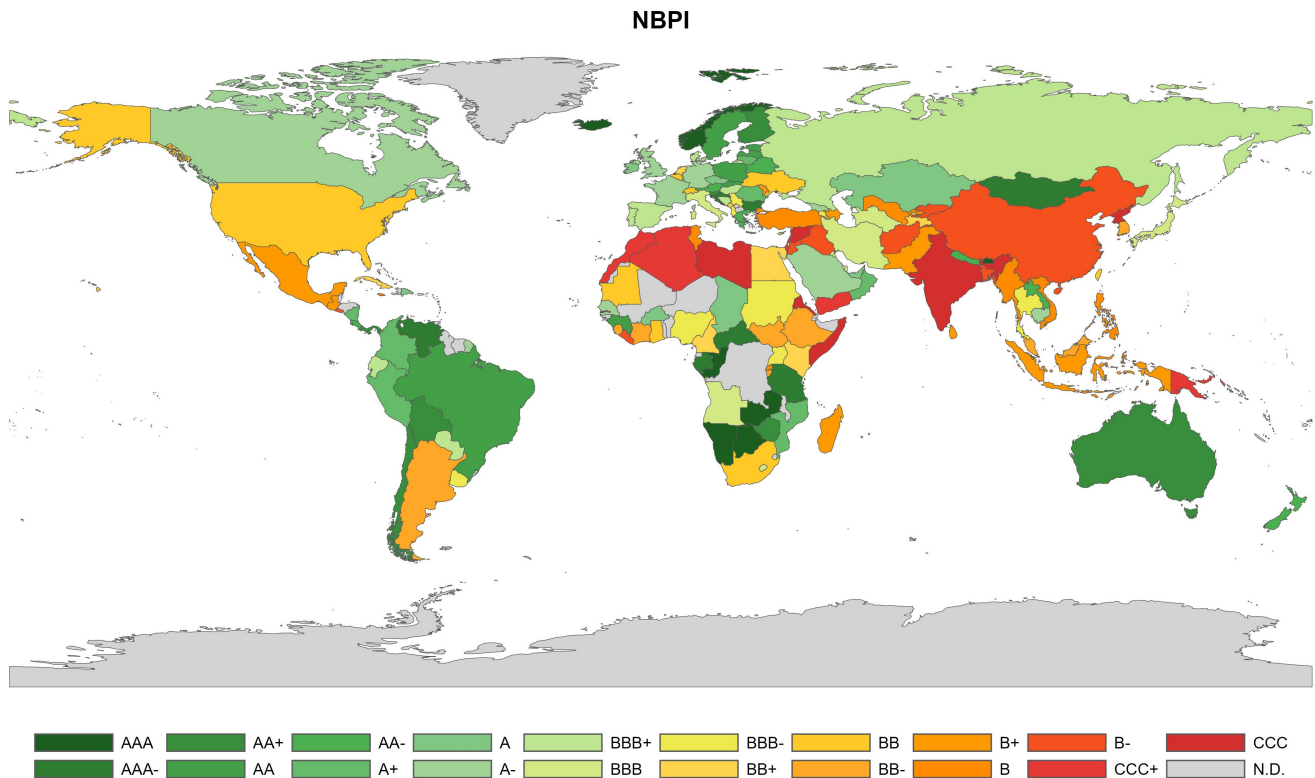 NBPI
AAA AA+ AA- A BBB+ BBB- BB B+ B- CCC
AAA- AA A+ A- BBB BB+ BB- B CCC+ N.D.